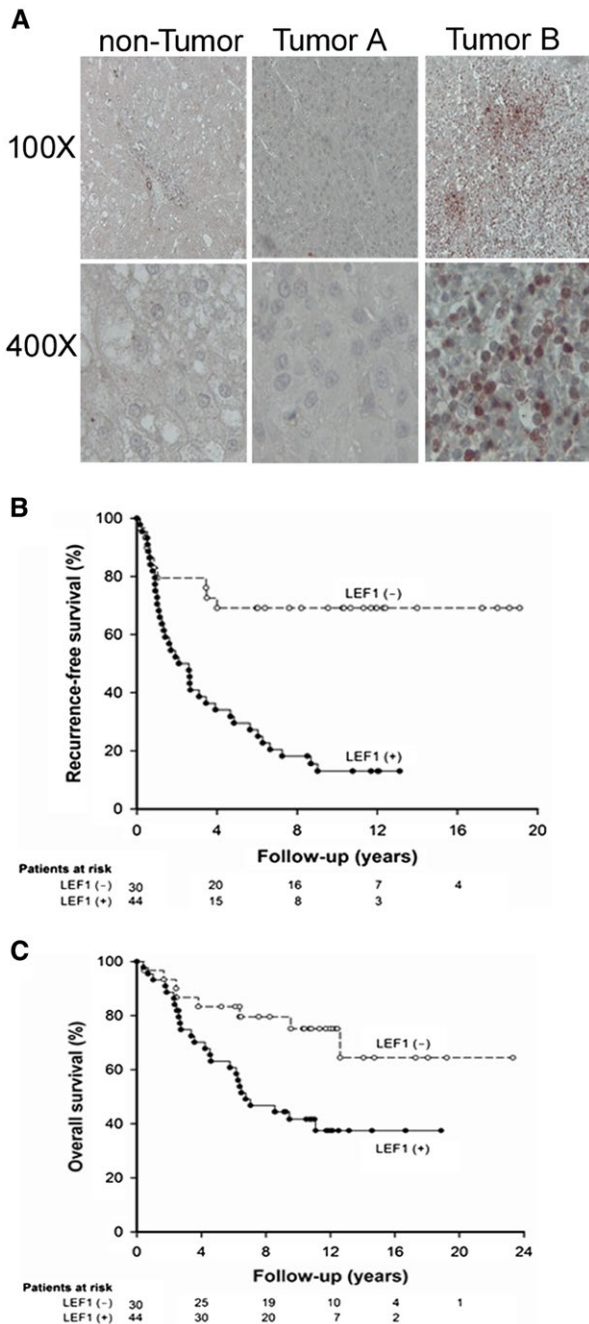 A
non-Tumor Tumor A Tumor B
100X
400X
B
Recurrence-free survival (%)
100
80
60
40
20
0
LEF1 (-)
LEF1 (+)
0 4 8 12 16 20
Follow-up (years)
Patients at risk
LEF1 (-) 30 20 16 7 4
LEF1 (+) 44 15 8 3
C
Overall survival (%)
100
80
60
40
20
0
LEF1 (-)
LEF1 (+)
0 4 8 12 16 20 24
Follow-up (years)
Patients at risk
LEF1 (-) 30 25 19 10 4 1
LEF1 (+) 44 30 20 7 2